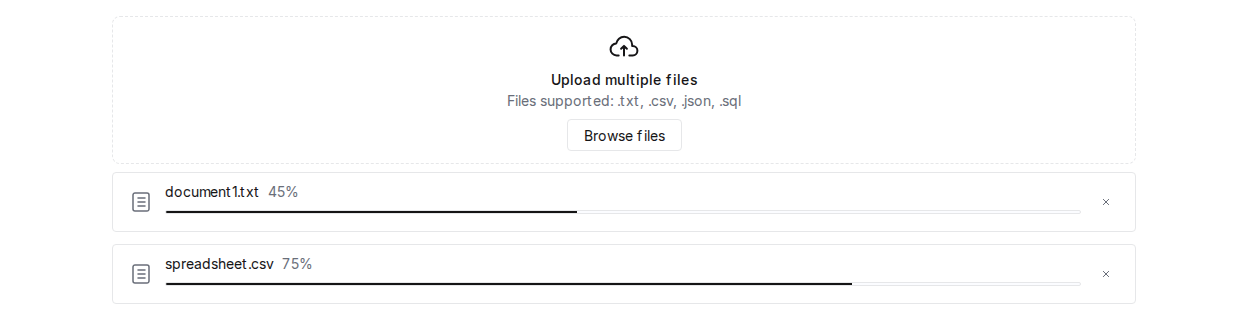 Upload multiple files
Files supported: .txt, .csv, .json, .sql
Browse files
document1.txt 45%
spreadsheet.csv 75%